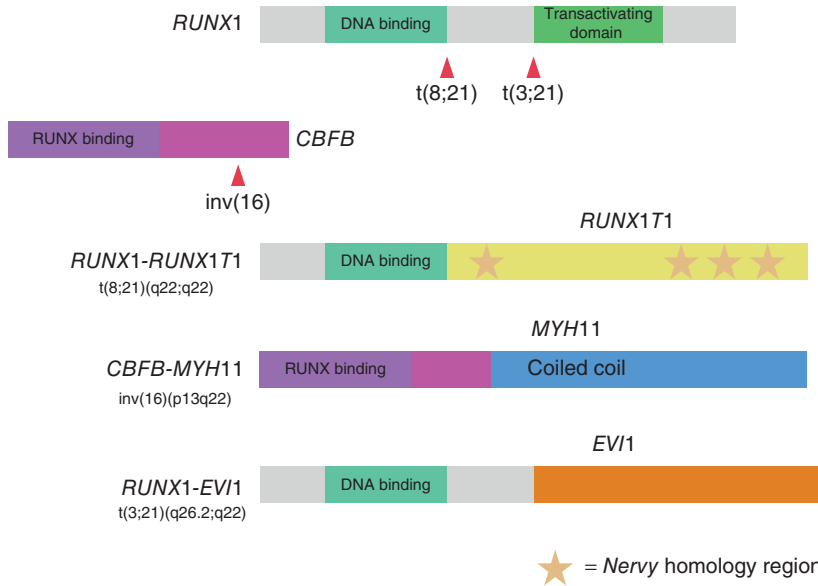 RUNX1
DNA binding
Transactivating
domain
t(8;21)
t(3;21)
RUNX binding
CBFB
inv(16)
RUNX1T1
RUNX1-RUNX1T1
DNA binding
t(8;21)(q22;q22)
MYH11
CBFB-MYH11
RUNX binding
Coiled coil
inv(16)(p13q22)
EVI1
RUNX1-EVI1
DNA binding
t(3;21)(q26.2;q22)
= Nervy homology region